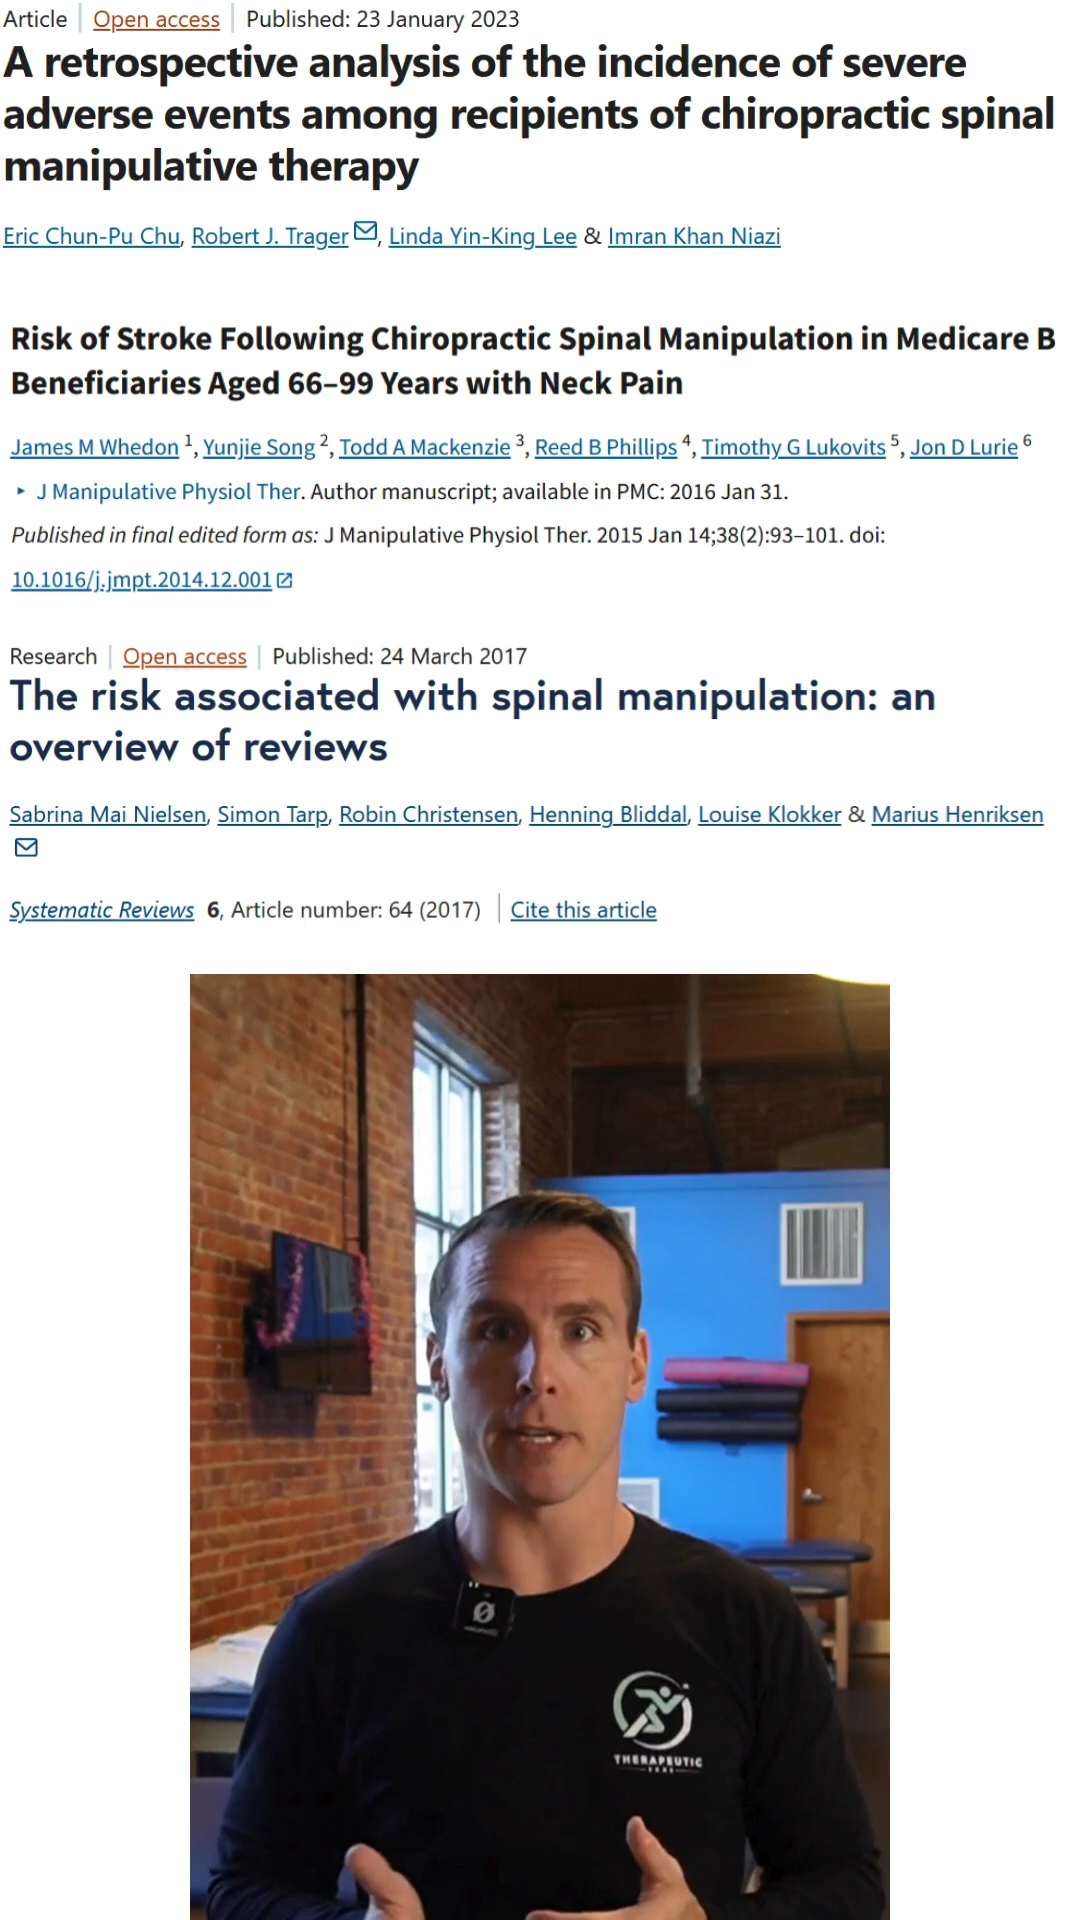 Article | Open access | Published: 23 January 2023
A retrospective analysis of the incidence of severe
adverse events among recipients of chiropractic spinal
manipulative therapy
Eric Chun-Pu Chu, Robert J. Trager, Linda Yin-King Lee & Imran Khan Niazi
Risk of Stroke Following Chiropractic Spinal Manipulation in Medicare B
Beneficiaries Aged 66–99 Years with Neck Pain
James M Whedon 1, Yunjie Song 2, Todd A Mackenzie 3, Reed B Phillips 4, Timothy G Lukovits 5, Jon D Lurie 6
▸ J Manipulative Physiol Ther. Author manuscript; available in PMC: 2016 Jan 31.
Published in final edited form as: J Manipulative Physiol Ther. 2015 Jan 14;38(2):93–101. doi:
10.1016/j.jmpt.2014.12.001
Research | Open access | Published: 24 March 2017
The risk associated with spinal manipulation: an
overview of reviews
Sabrina Mai Nielsen, Simon Tarp, Robin Christensen, Henning Bliddal, Louise Klokker & Marius Henriksen
Systematic Reviews 6, Article number: 64 (2017) | Cite this article
THERAPEUTIC